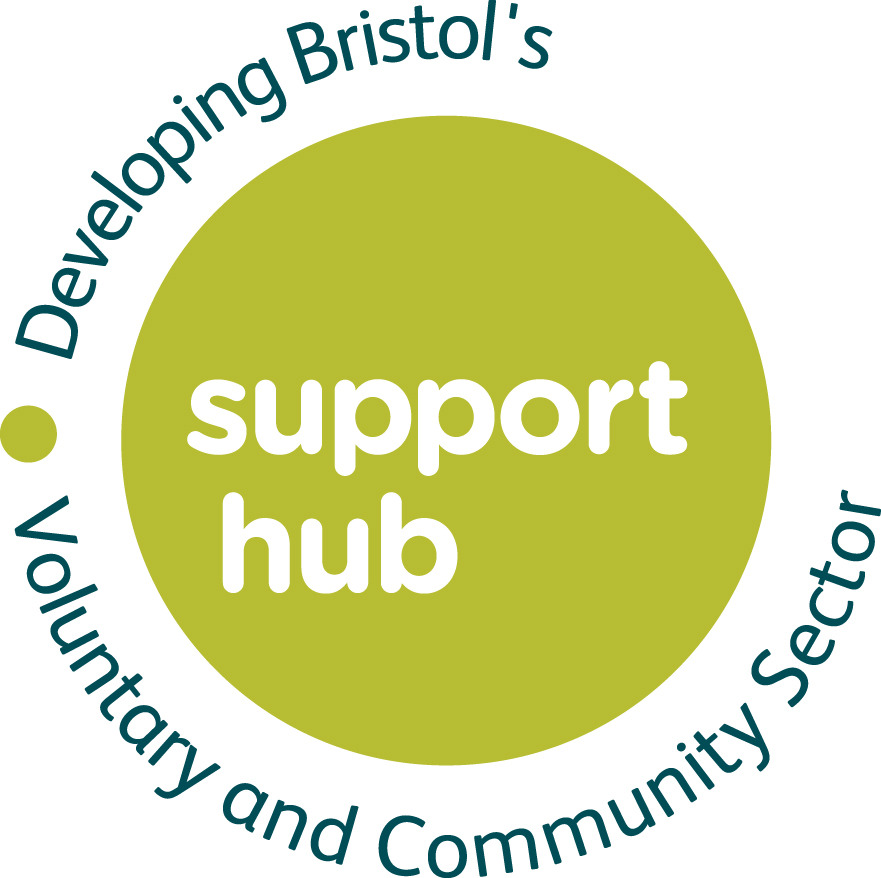 Developing Bristol's
support
hub
Voluntary and Community Sector